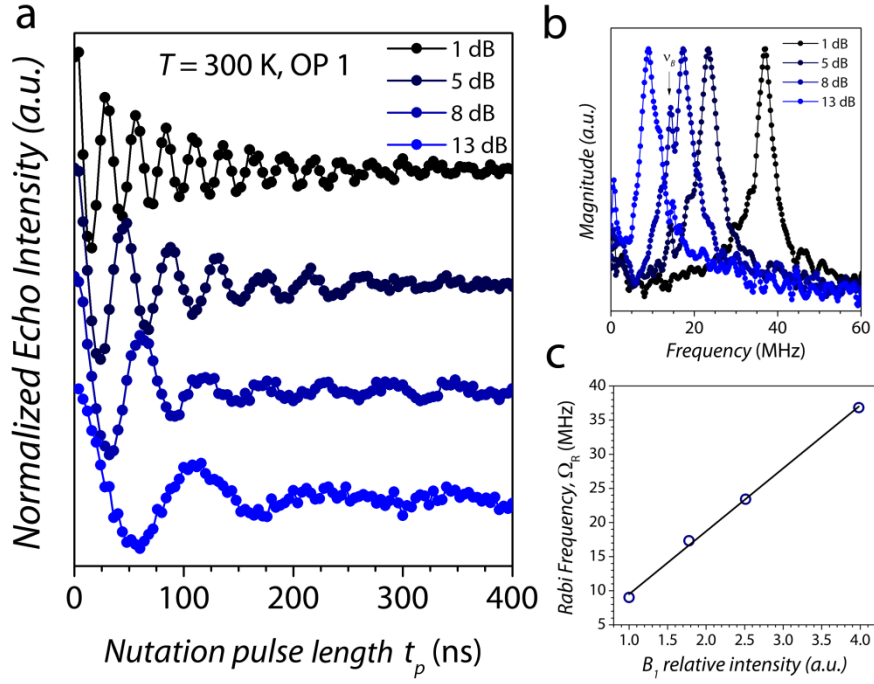 a
T = 300 K, OP 1
1 dB
5 dB
8 dB
13 dB
Normalized Echo Intensity (a.u.)
0 100 200 300 400
Nutation pulse length tp (ns)
b
νB
1 dB
5 dB
8 dB
13 dB
Magnitude (a.u.)
0 20 40 60
Frequency (MHz)
c
40
35
30
25
20
15
10
5
Rabi Frequency, ΩR (MHz)
1.0 1.5 2.0 2.5 3.0 3.5 4.0
B1 relative intensity (a.u.)